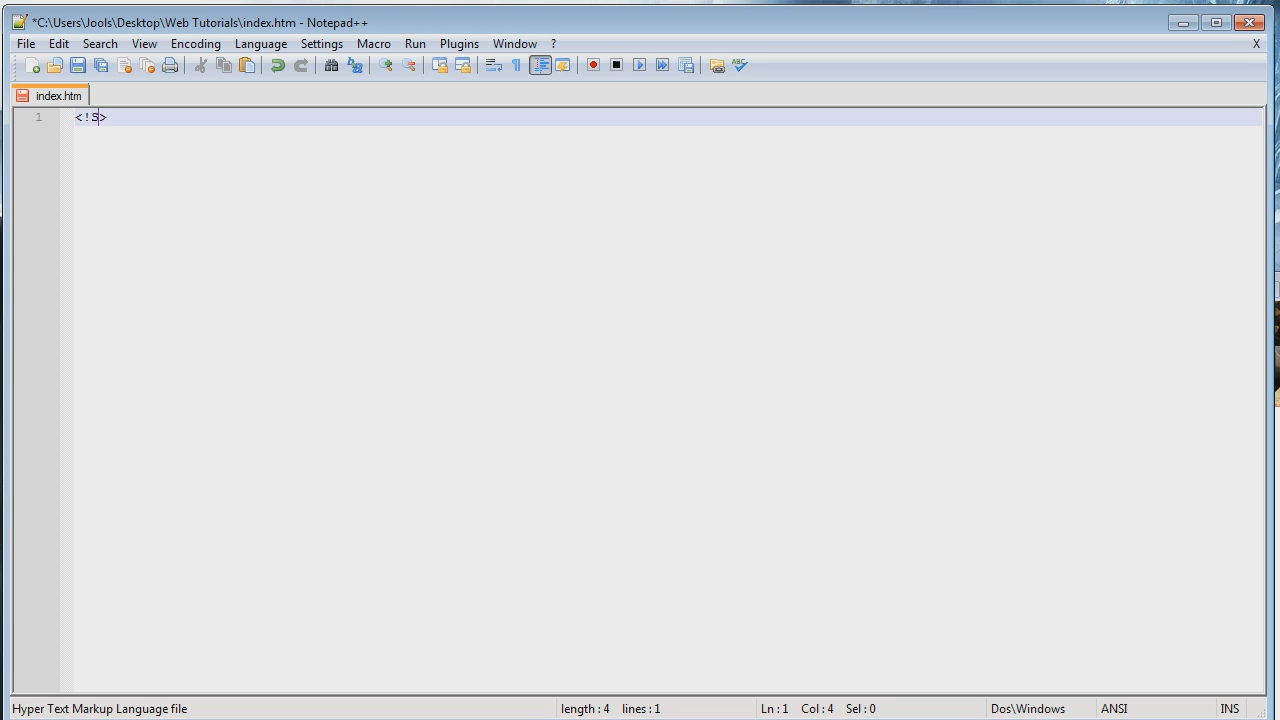 *C:\Users\Jools\Desktop\Web Tutorials\index.htm - Notepad++
File Edit Search View Encoding Language Settings Macro Run Plugins Window ? X
ABC
index.htm
1 <!S>
Hyper Text Markup Language file length : 4 lines : 1 Ln : 1 Col : 4 Sel : 0 Dos\Windows ANSI INS